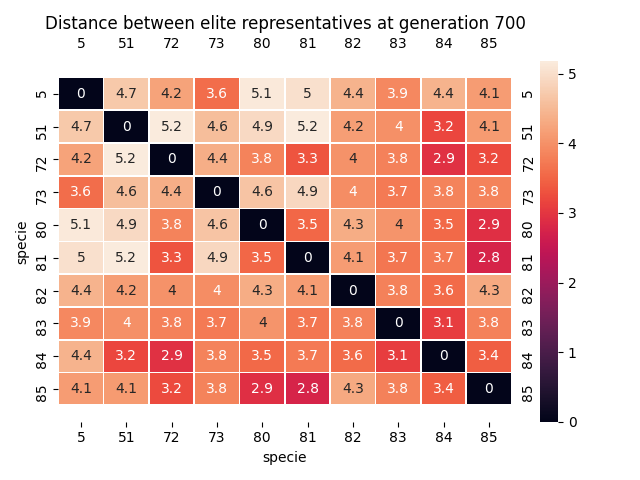 Distance between elite representatives at generation 700
5 51 72 73 80 81 82 83 84 85
5 0 4.7 4.2 3.6 5.1 5 4.4 3.9 4.4 4.1 5
51 4.7 0 5.2 4.6 4.9 5.2 4.2 4 3.2 4.1 51
72 4.2 5.2 0 4.4 3.8 3.3 4 3.8 2.9 3.2 72
73 3.6 4.6 4.4 0 4.6 4.9 4 3.7 3.8 3.8 73
80 5.1 4.9 3.8 4.6 0 3.5 4.3 4 3.5 2.9 80
81 5 5.2 3.3 4.9 3.5 0 4.1 3.7 3.7 2.8 81
82 4.4 4.2 4 4 4.3 4.1 0 3.8 3.6 4.3 82
83 3.9 4 3.8 3.7 4 3.7 3.8 0 3.1 3.8 83
84 4.4 3.2 2.9 3.8 3.5 3.7 3.6 3.1 0 3.4 84
85 4.1 4.1 3.2 3.8 2.9 2.8 4.3 3.8 3.4 0 85
5 51 72 73 80 81 82 83 84 85
specie
specie
5
4
3
2
1
0